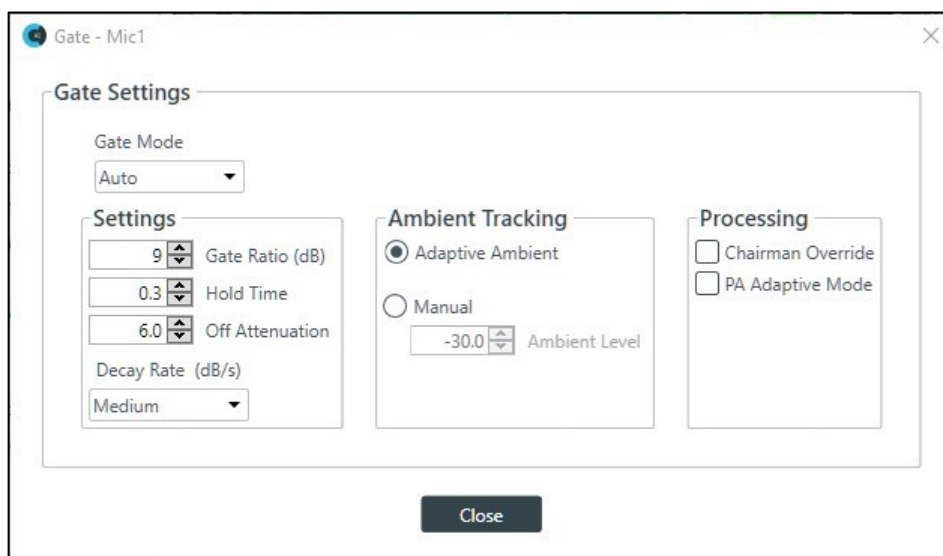 Gate - Mic1
Gate Settings
Gate Mode
Auto
Settings
9 Gate Ratio (dB)
0.3 Hold Time
6.0 Off Attenuation
Decay Rate (dB/s)
Medium
Ambient Tracking
Adaptive Ambient
Manual
-30.0 Ambient Level
Processing
Chairman Override
PA Adaptive Mode
Close